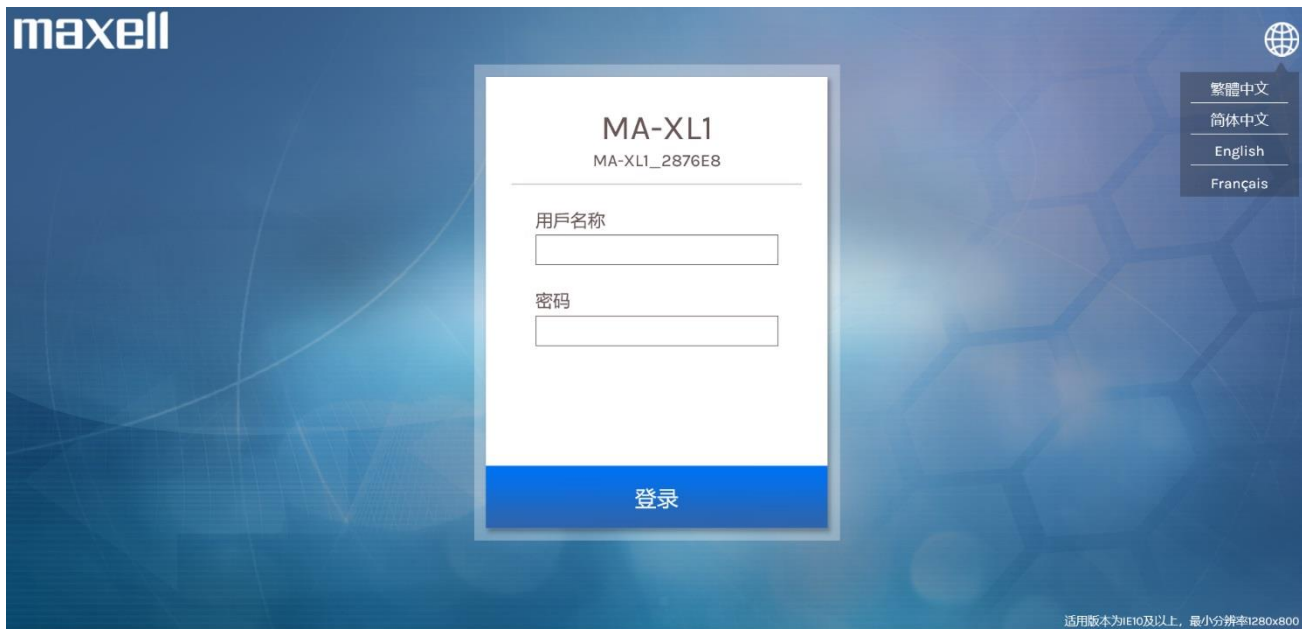 maxell
繁體中文
简体中文
English
Français
MA-XL1
MA-XL1_2876E8
用戶名称
密码
登录
适用版本为IE10及以上，最小分辨率1280x800